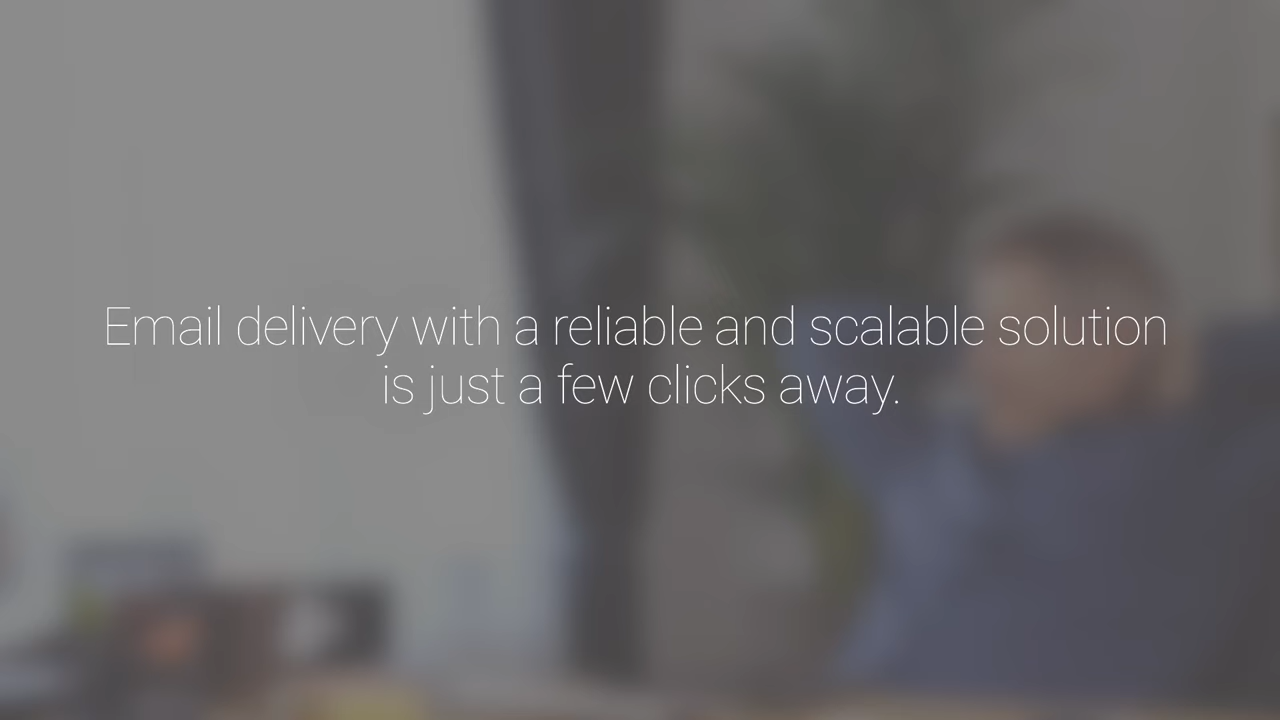 Email delivery with a reliable and scalable solution
is just a few clicks away.